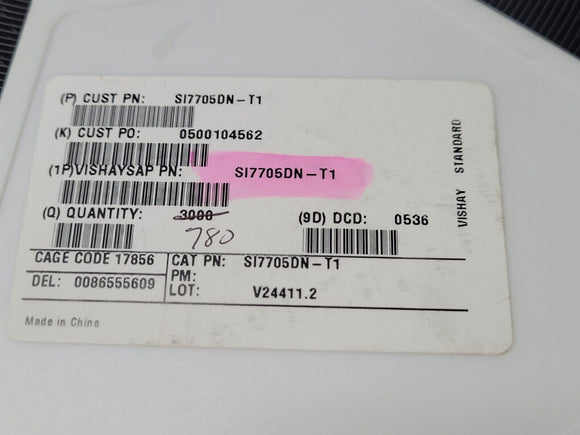 (P) CUST PN: SI7705DN-T1
(K) CUST PO: 0500104562
(1P)VISHAYSAP PN: SI7705DN-T1
(Q) QUANTITY: 3000
780
(9D) DCD: 0536
CAGE CODE 17856
DEL: 0086555609
CAT PN: SI7705DN-T1
PM:
LOT: V24411.2
Made in China
VISHAY STANDARD